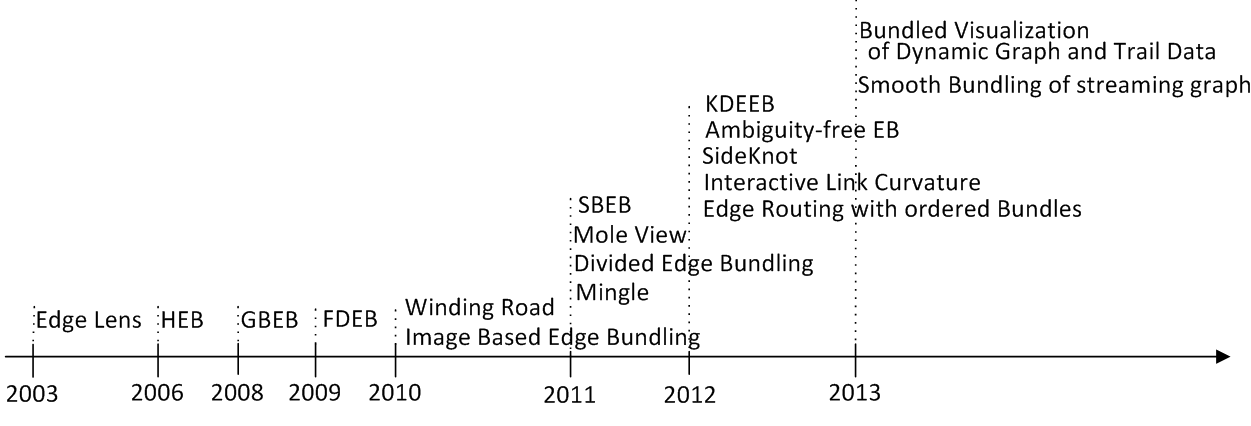 Bundled Visualization
of Dynamic Graph and Trail Data
Smooth Bundling of streaming graph
KDEEB
Ambiguity-free EB
SideKnot
Interactive Link Curvature
Edge Routing with ordered Bundles
SBEB
Mole View
Divided Edge Bundling
Mingle
Edge Lens
HEB
GBEB
FDEB
Winding Road
Image Based Edge Bundling
2003
2006
2008
2009
2010
2011
2012
2013